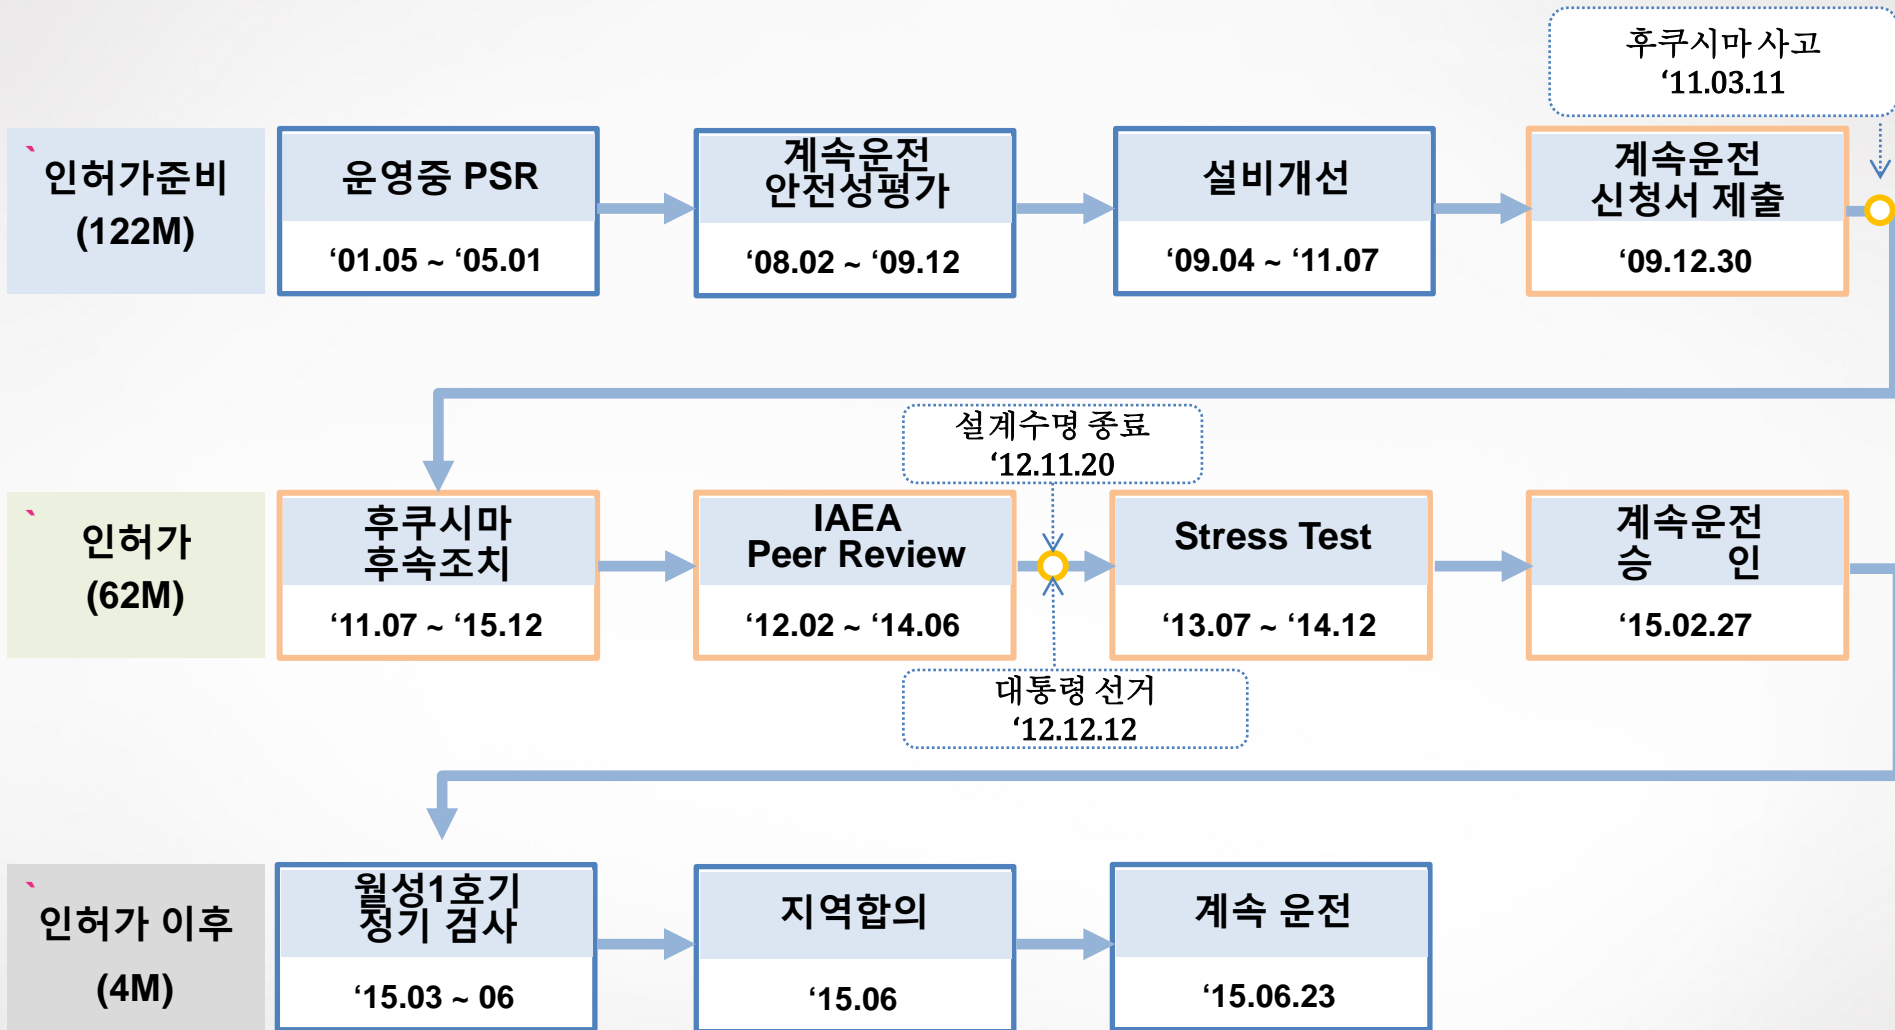 후쿠시마 사고
‘11.03.11
인허가준비
(122M)
운영중 PSR
‘01.05 ~ ‘05.01
계속운전
안전성평가
‘08.02 ~ ‘09.12
설비개선
‘09.04 ~ ‘11.07
계속운전
신청서 제출
‘09.12.30
설계수명 종료
‘12.11.20
인허가
(62M)
후쿠시마
후속조치
‘11.07 ~ ‘15.12
IAEA
Peer Review
‘12.02 ~ ‘14.06
Stress Test
‘13.07 ~ ‘14.12
계속운전
승 인
‘15.02.27
대통령 선거
‘12.12.12
인허가 이후
(4M)
월성1호기
정기 검사
‘15.03 ~ 06
지역합의
‘15.06
계속 운전
‘15.06.23